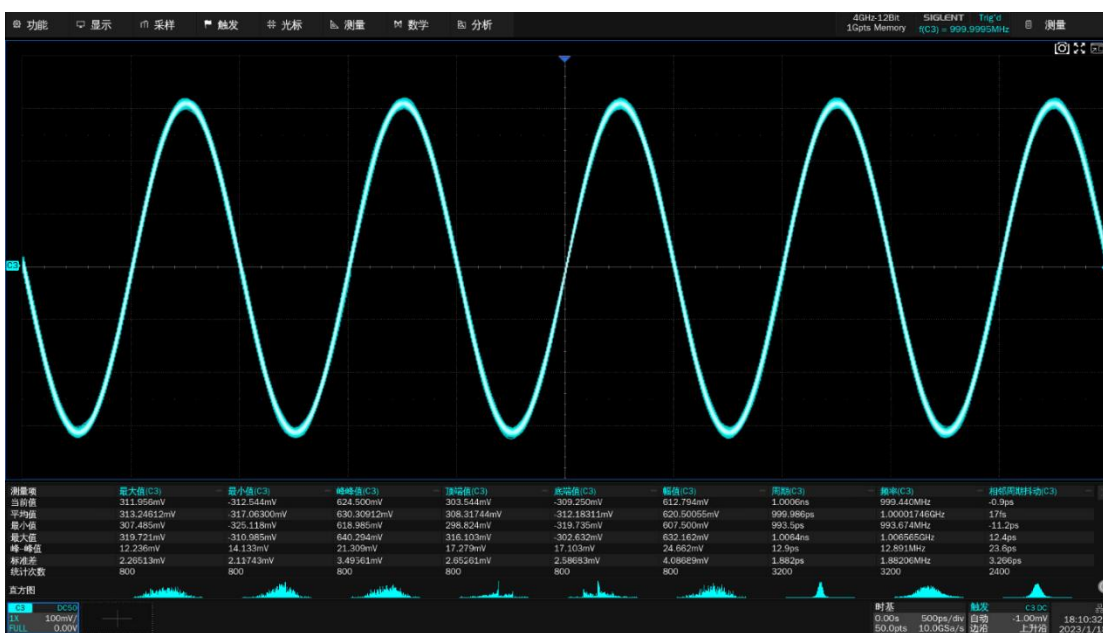 功能 显示 采样 触发 光标 测量 数学 分析 4GHz-12Bit SIGLENT Trig'd 测量
1Gpts Memory f(C3) = 999.9995MHz
C3
测量项 最大值(C3) 最小值(C3) 峰峰值(C3) 顶端值(C3) 底端值(C3) 幅值(C3) 周期(C3) 频率(C3) 相邻周期抖动(C3)
当前值 311.956mV -312.544mV 624.500mV 303.544mV -309.250mV 612.794mV 1.0006ns 999.440MHz -0.9ps
平均值 313.24612mV -317.06300mV 630.30912mV 308.31744mV -312.18311mV 620.50055mV 999.986ps 1.00001746GHz 17fs
最小值 307.485mV -325.118mV 618.985mV 298.824mV -319.735mV 607.500mV 993.5ps 993.674MHz -11.2ps
最大值 319.721mV -310.985mV 640.294mV 316.103mV -302.632mV 632.162mV 1.0064ns 1.006565GHz 12.4ps
峰-峰值 12.236mV 14.133mV 21.309mV 17.279mV 17.103mV 24.662mV 12.9ps 12.891MHz 23.6ps
标准差 2.26513mV 2.11743mV 3.49561mV 2.65261mV 2.58683mV 4.08689mV 1.882ps 1.88206MHz 3.266ps
统计次数 800 800 800 800 800 800 3200 3200 2400
直方图
C3 DC50 时基 触发 C3 DC
1X 100mV/ 0.00s 500ps/div 自动 -1.00mV 18:10:32
FULL 0.00V 50.0pts 10.0GSa/s 边沿 上升沿 2023/1/1